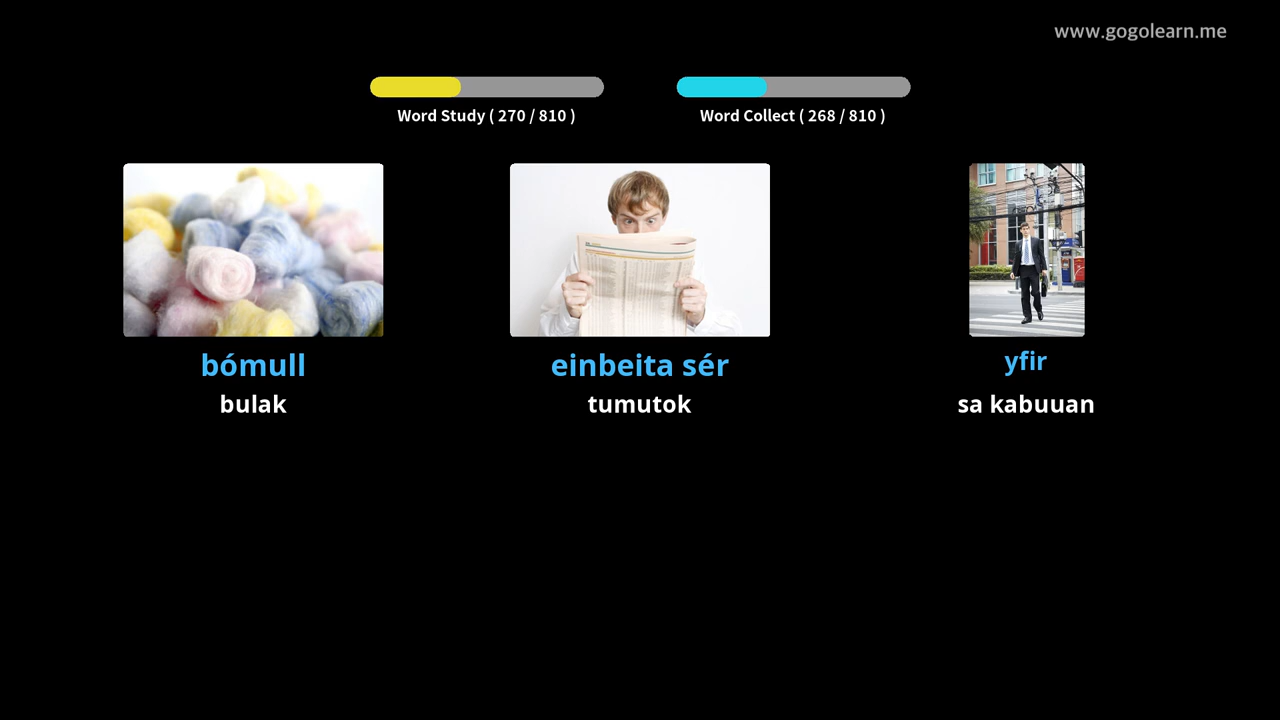 www.gogolearn.me
Word Study ( 270 / 810 )
Word Collect ( 268 / 810 )
bómull
einbeita sér
yfir
bulak
tumutok
sa kabuuan